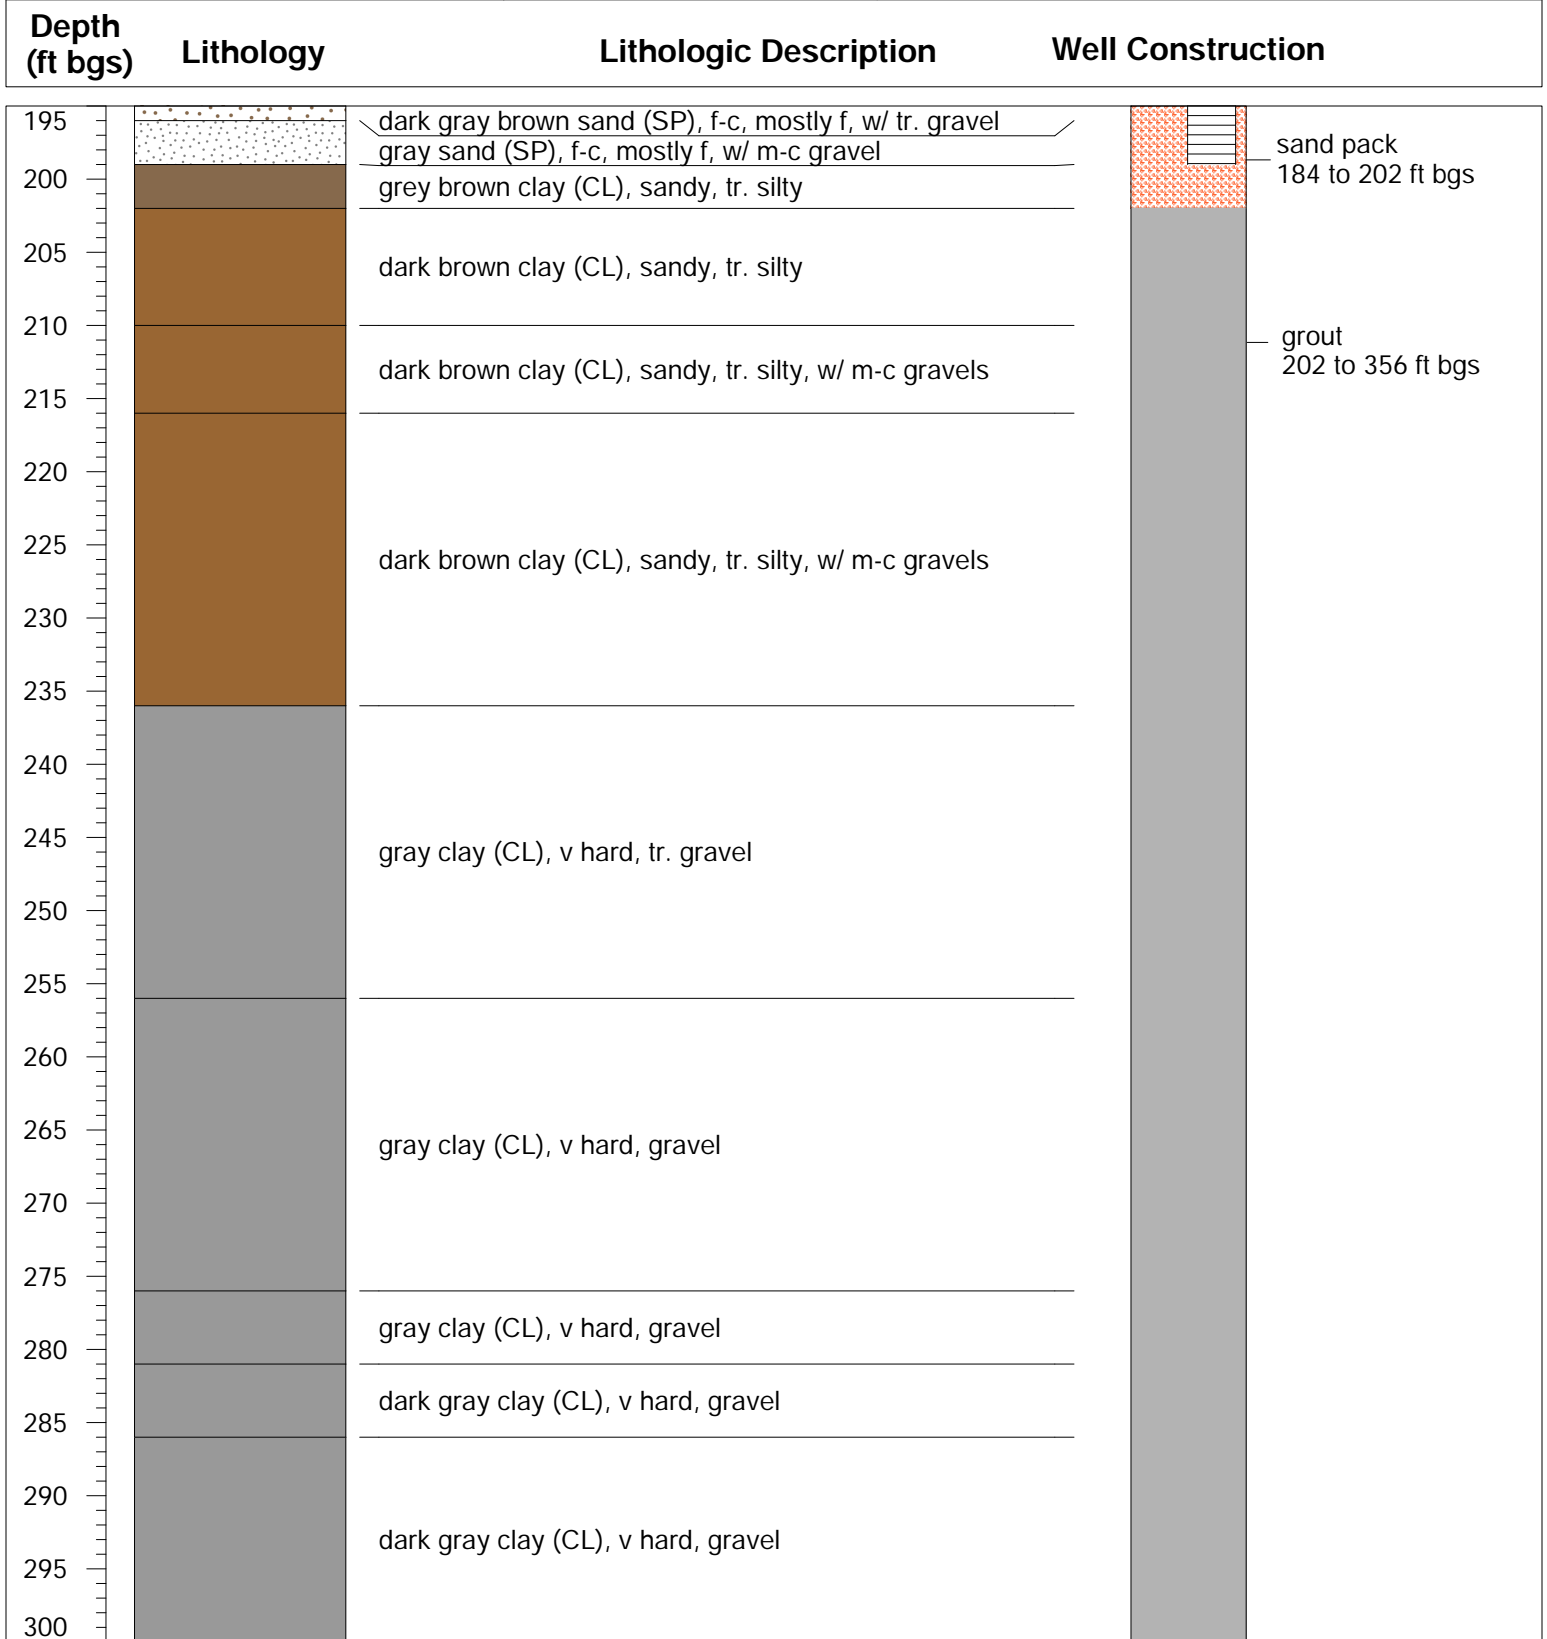 Depth
(ft bgs)
Lithology
Lithologic Description
Well Construction
195
dark gray brown sand (SP), f-c, mostly f, w/ tr. gravel
gray sand (SP), f-c, mostly f, w/ m-c gravel
sand pack
184 to 202 ft bgs
200
grey brown clay (CL), sandy, tr. silty
205
dark brown clay (CL), sandy, tr. silty
210
grout
202 to 356 ft bgs
dark brown clay (CL), sandy, tr. silty, w/ m-c gravels
215
220
225
dark brown clay (CL), sandy, tr. silty, w/ m-c gravels
230
235
240
245
gray clay (CL), v hard, tr. gravel
250
255
260
265
gray clay (CL), v hard, gravel
270
275
gray clay (CL), v hard, gravel
280
dark gray clay (CL), v hard, gravel
285
290
dark gray clay (CL), v hard, gravel
295
300